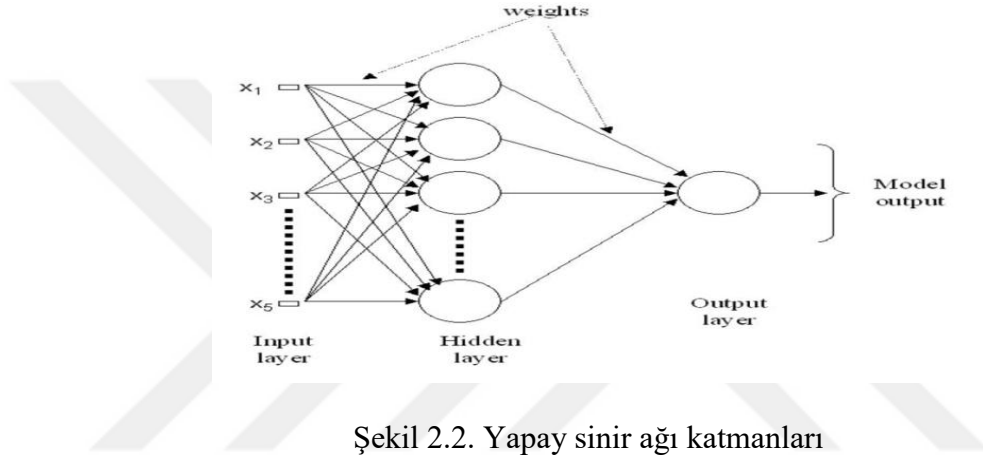 weights
x1
x2
x3
x5
Model
output
Output
layer
Input
layer
Hidden
layer
Şekil 2.2. Yapay sinir ağı katmanları